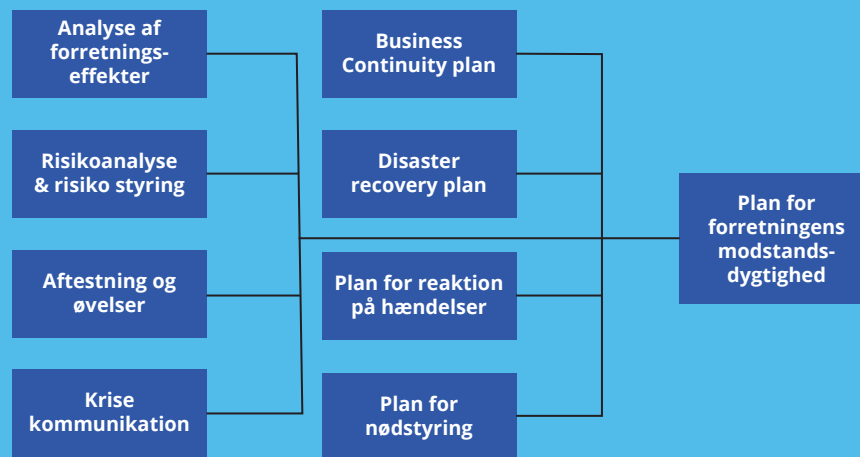 Analyse af
forretnings-
effekter
Risikoanalyse
& risiko styring
Aftestning og
øvelser
Krise
kommunikation
Business
Continuity plan
Disaster
recovery plan
Plan for reaktion
på hændelser
Plan for
nødstyring
Plan for
forretningens
modstands-
dygtighed